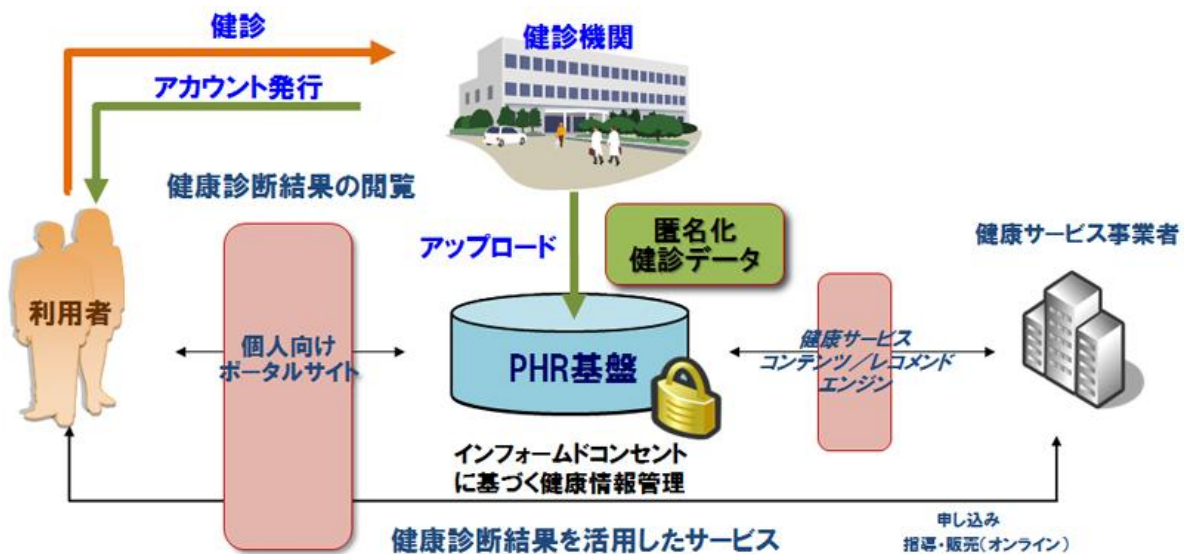 健診
健診機関
アカウント発行
健康診断結果の閲覧
アップロード
匿名化
健診データ
健康サービス事業者
利用者
個人向け
ポータルサイト
PHR基盤
健康サービス
コンテンツ/レコメンド
エンジン
インフォームドコンセント
に基づく健康情報管理
健康診断結果を活用したサービス
申し込み
指導・販売(オンライン)